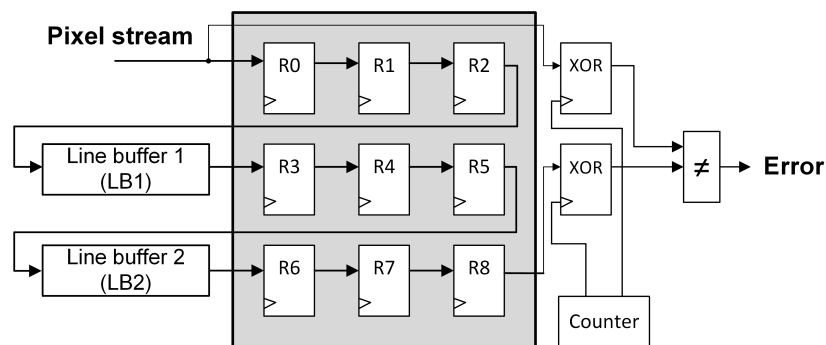 Pixel stream
R0 R1 R2 XOR
Line buffer 1
(LB1)
R3 R4 R5 XOR
≠ Error
Line buffer 2
(LB2)
R6 R7 R8
Counter